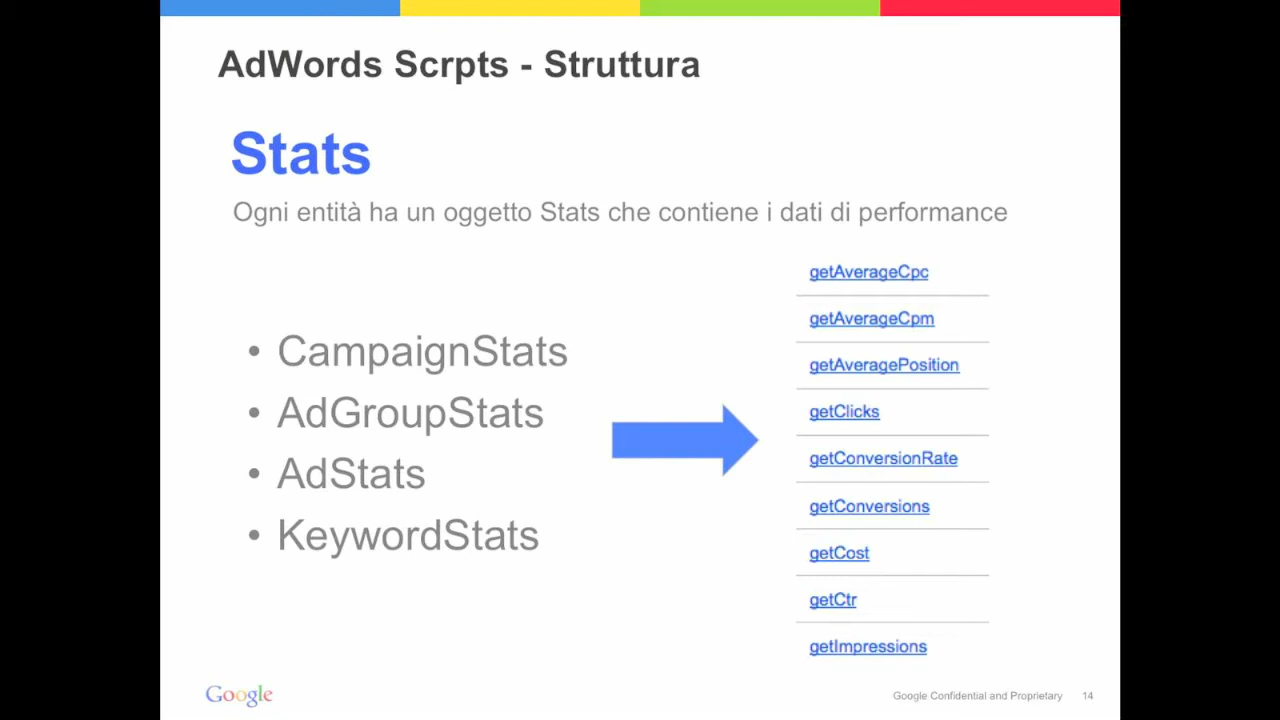 AdWords Scrpts - Struttura
Stats
Ogni entità ha un oggetto Stats che contiene i dati di performance
• CampaignStats
• AdGroupStats
• AdStats
• KeywordStats
getAverageCpc
getAverageCpm
getAveragePosition
getClicks
getConversionRate
getConversions
getCost
getCtr
getImpressions
Google
Google Confidential and Proprietary 14